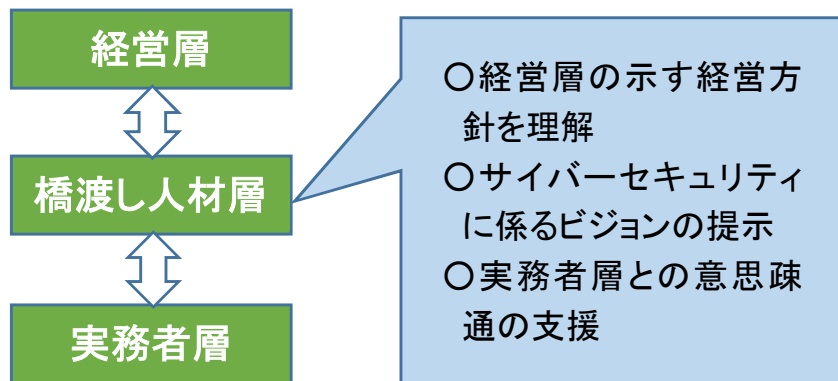 経営層
橋渡し人材層
実務者層
〇経営層の示す経営方
針を理解
〇サイバーセキュリティ
に係るビジョンの提示
〇実務者層との意思疎
通の支援